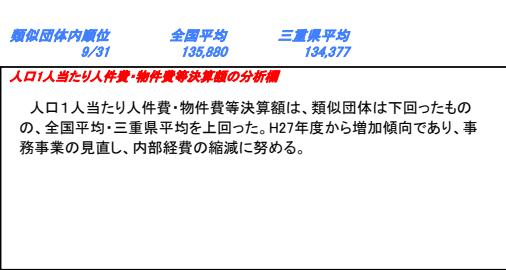 類似団体内順位 全国平均 三重県平均
9/31 135,880 134,377
人口1人当たり人件費・物件費等決算額の分析欄
人口1人当たり人件費・物件費等決算額は、類似団体は下回ったもの
の、全国平均・三重県平均を上回った。H27年度から増加傾向であり、事
務事業の見直し、内部経費の縮減に努める。